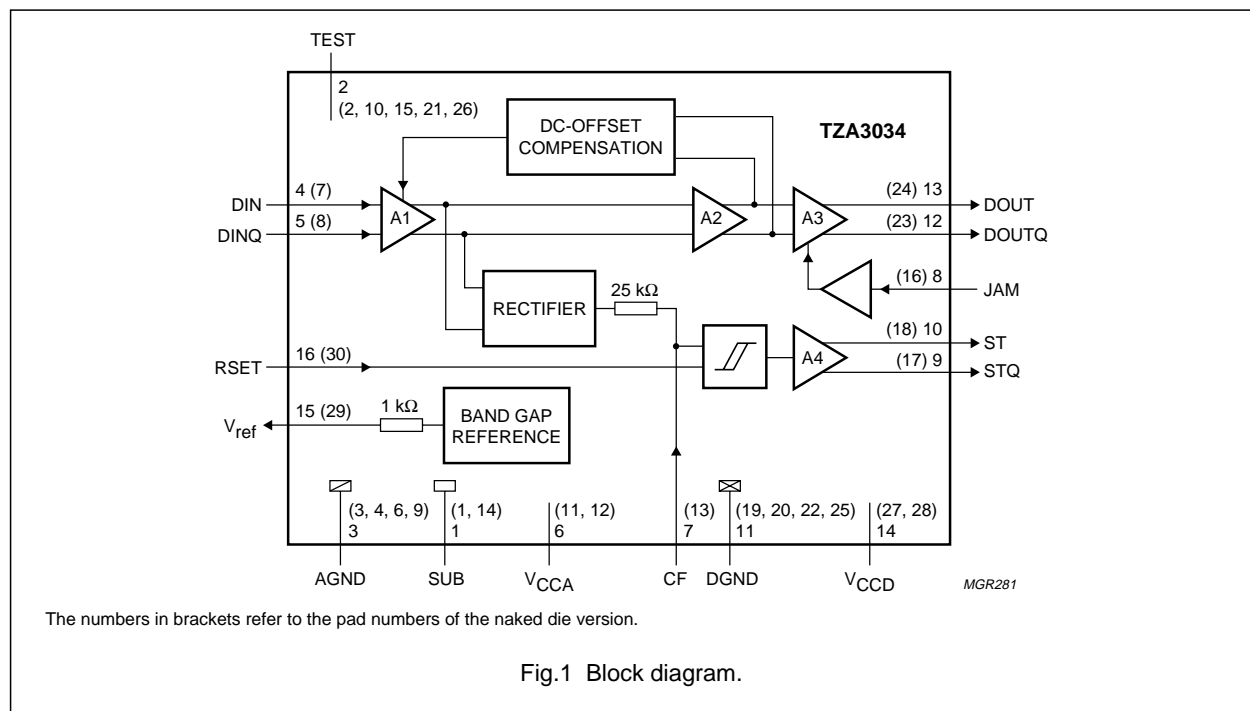 TEST
2
(2, 10, 15, 21, 26)
DC-OFFSET
COMPENSATION
TZA3034
DIN
4 (7)
A1
A2
A3
(24) 13
DOUT
DINQ
5 (8)
(23) 12
DOUTQ
RECTIFIER
25 kΩ
(16) 8
JAM
RSET
16 (30)
A4
(18) 10
ST
(17) 9
STQ
Vref
15 (29)
1 kΩ
BAND GAP
REFERENCE
(3, 4, 6, 9)
3
AGND
(1, 14)
1
SUB
(11, 12)
6
VCCA
(13)
7
CF
(19, 20, 22, 25)
11
DGND
(27, 28)
14
VCCD
MGR281
The numbers in brackets refer to the pad numbers of the naked die version.
Fig.1 Block diagram.